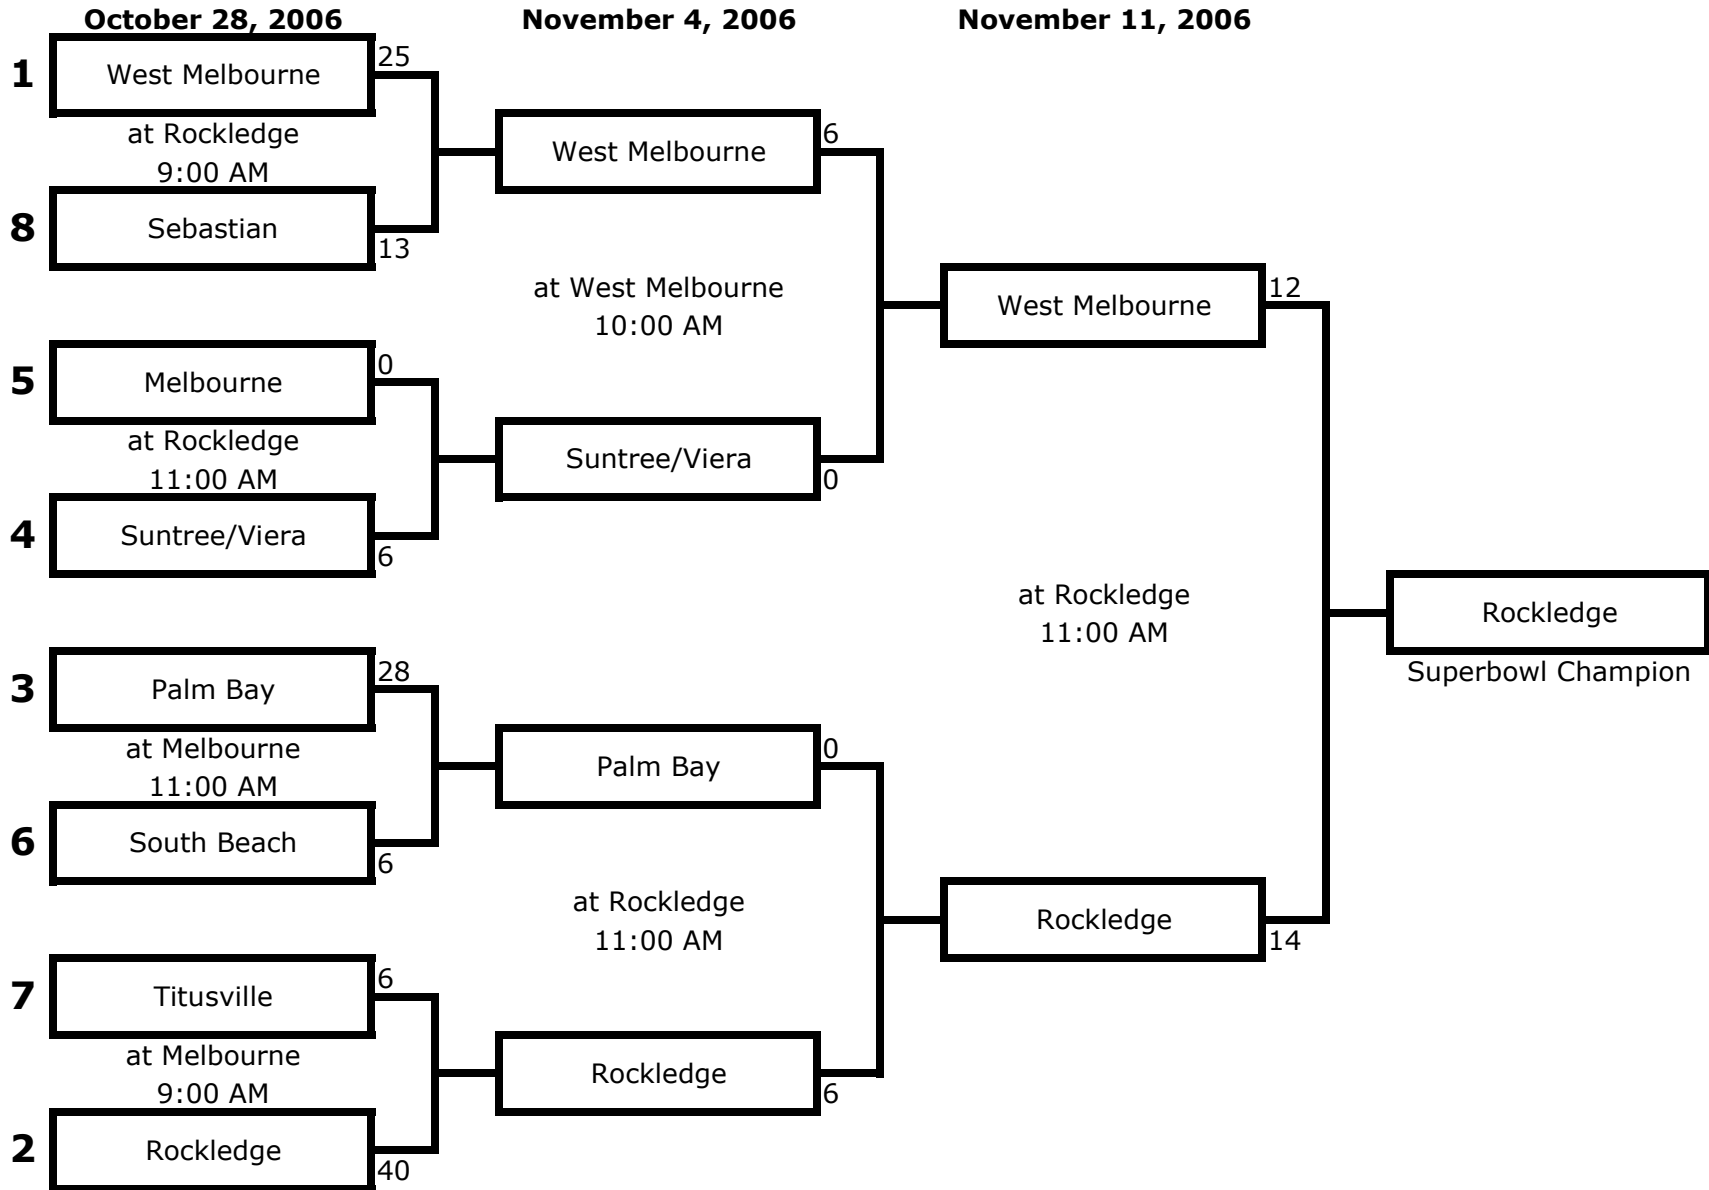 October 28, 2006 November 4, 2006 November 11, 2006
25
1 West Melbourne
at Rockledge
9:00 AM
8 Sebastian
13
0
5 Melbourne
at Rockledge
11:00 AM
4 Suntree/Viera
6
28
3 Palm Bay
at Melbourne
11:00 AM
6 South Beach
6
6
7 Titusville
at Melbourne
9:00 AM
2 Rockledge
40
6
West Melbourne
at West Melbourne
10:00 AM
Suntree/Viera
0
0
Palm Bay
at Rockledge
11:00 AM
Rockledge
6
12
West Melbourne
at Rockledge
11:00 AM
Rockledge
14
Rockledge
Superbowl Champion